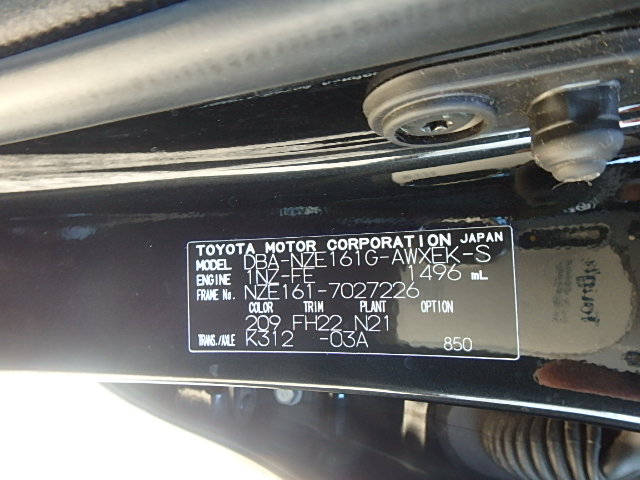 TOYOTA MOTOR CORPORATION JAPAN
MODEL DBA-NZE161G-AWXEK-S
ENGINE 1NZ-FE 1496 mL
FRAME No. NZE161-7027226
COLOR TRIM PLANT OPTION
209 FH22 N21
TRANS./AXLE K312 -03A 850